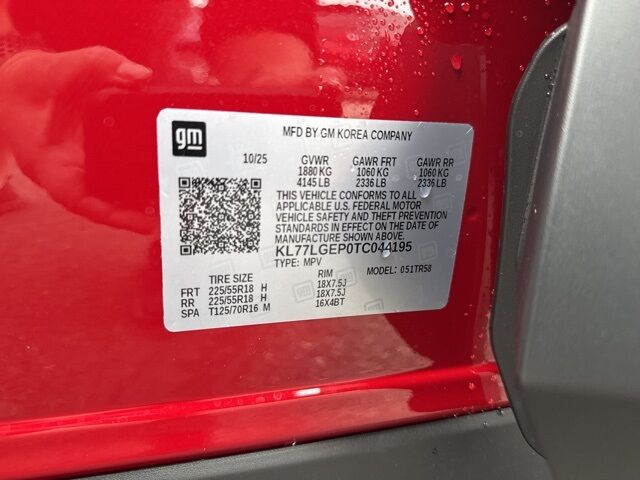 gm
MFD BY GM KOREA COMPANY
10/25 GVWR GAWR FRT GAWR RR
1880 KG 1060 KG 1060 KG
4145 LB 2336 LB 2336 LB
THIS VEHICLE CONFORMS TO ALL
APPLICABLE U.S. FEDERAL MOTOR
VEHICLE SAFETY AND THEFT PREVENTION
STANDARDS IN EFFECT ON THE DATE OF
MANUFACTURE SHOWN ABOVE.
KL77LGEP0TC044195
TYPE: MPV MODEL: 051TR58
TIRE SIZE RIM
FRT 225/55R18 H 18X7.5J
RR 225/55R18 H 18X7.5J
SPA T125/70R16 M 16X4BT